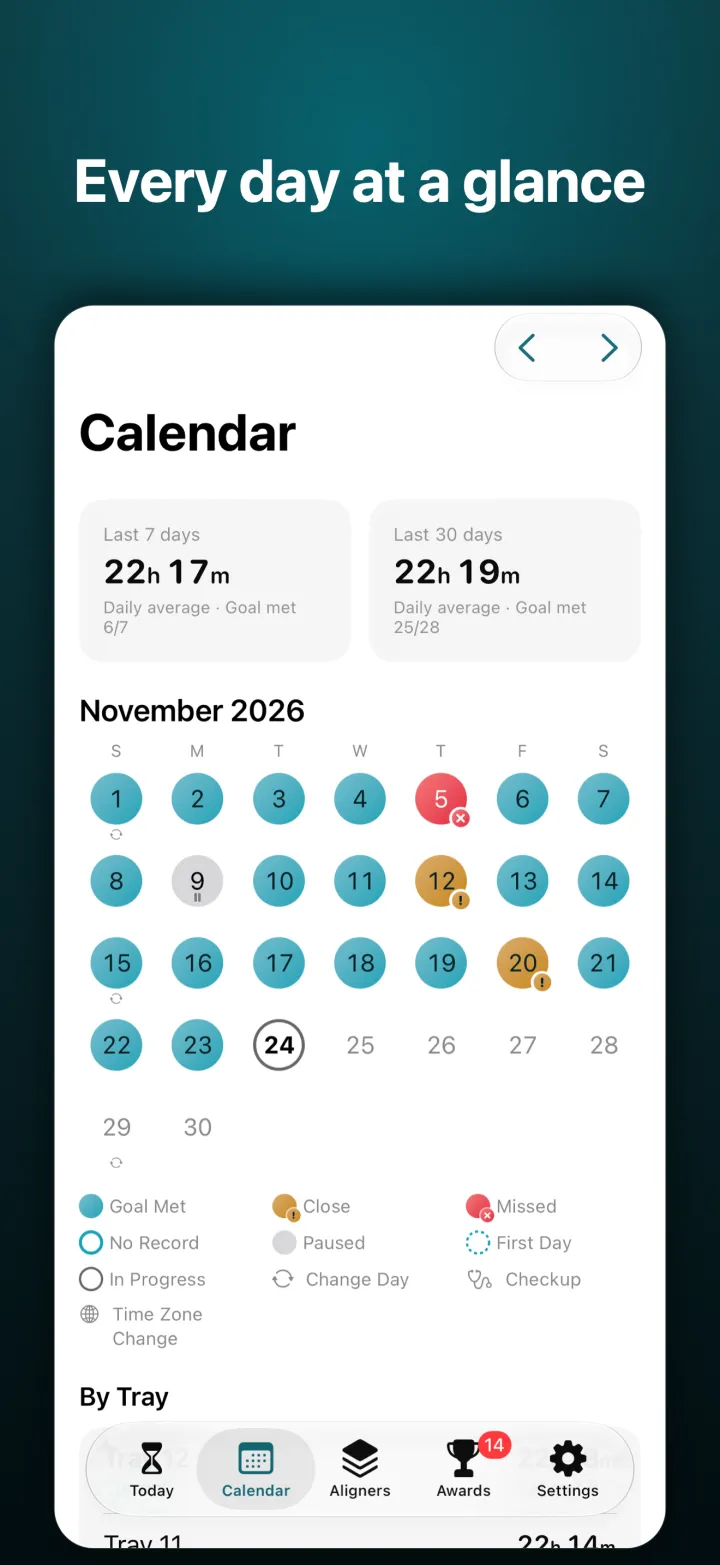 Every day at a glance
Calendar
Last 7 days
22h 17m
Daily average · Goal met
6/7
Last 30 days
22h 19m
Daily average · Goal met
25/28
November 2026
S M T W T F S
1 2 3 4 5 6 7
8 9 10 11 12 13 14
15 16 17 18 19 20 21
22 23 24 25 26 27 28
29 30
Goal Met Close Missed
No Record Paused First Day
In Progress Change Day Checkup
Time Zone
Change
By Tray
14
Today Calendar Aligners Awards Settings
Tray 11 22h 14m